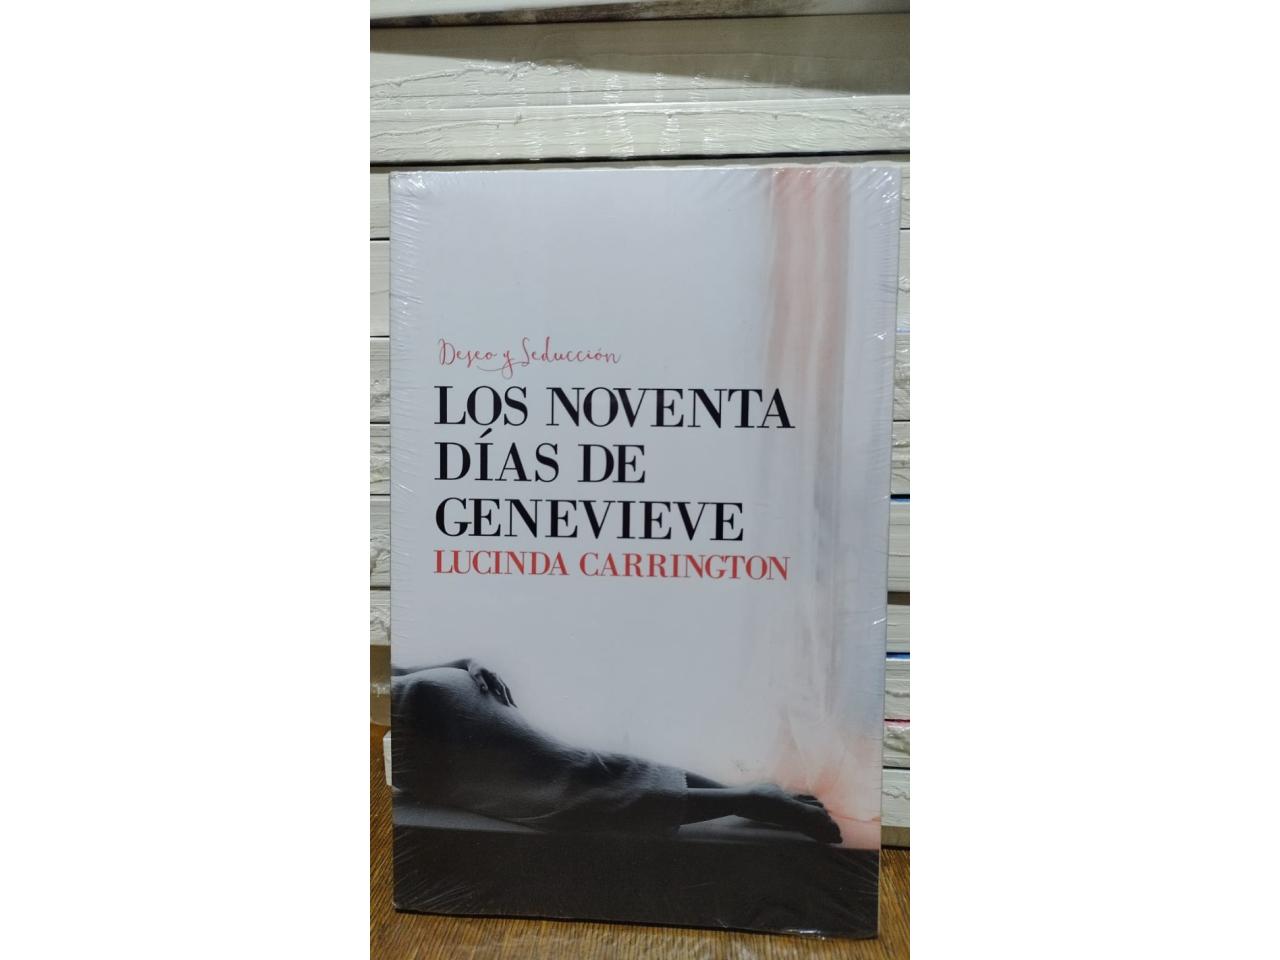 Deseo y Seducción
LOS NOVENTA
DÍAS DE
GENEVIEVE
LUCINDA CARRINGTON